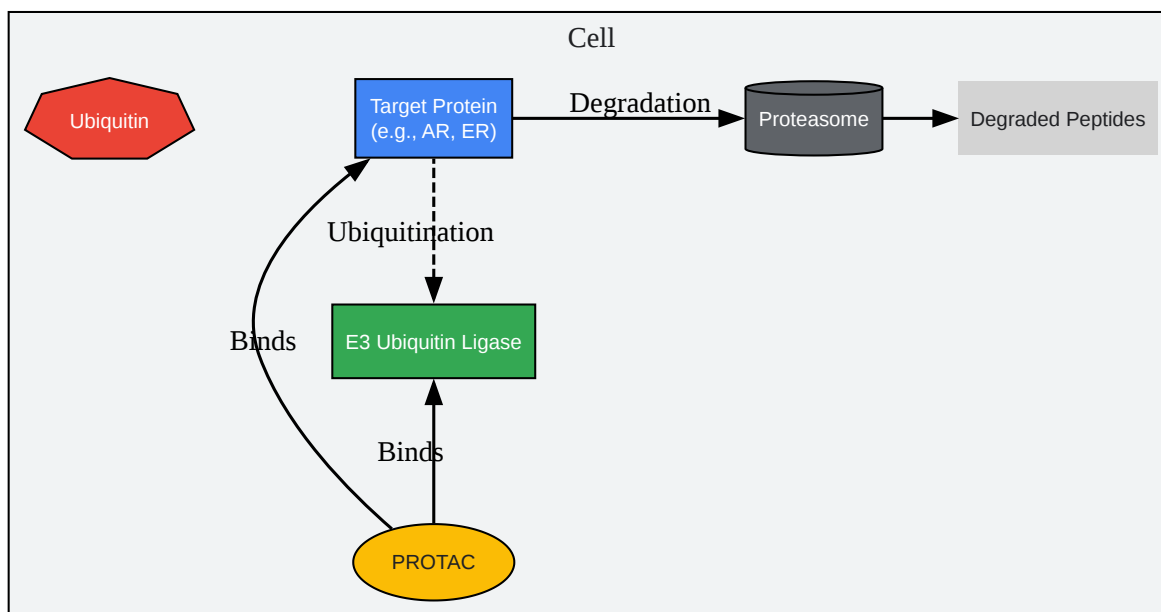 Cell
Ubiquitin
Target Protein
(e.g., AR, ER)
Degradation
Proteasome
Degraded Peptides
Ubiquitination
E3 Ubiquitin Ligase
Binds
Binds
PROTAC